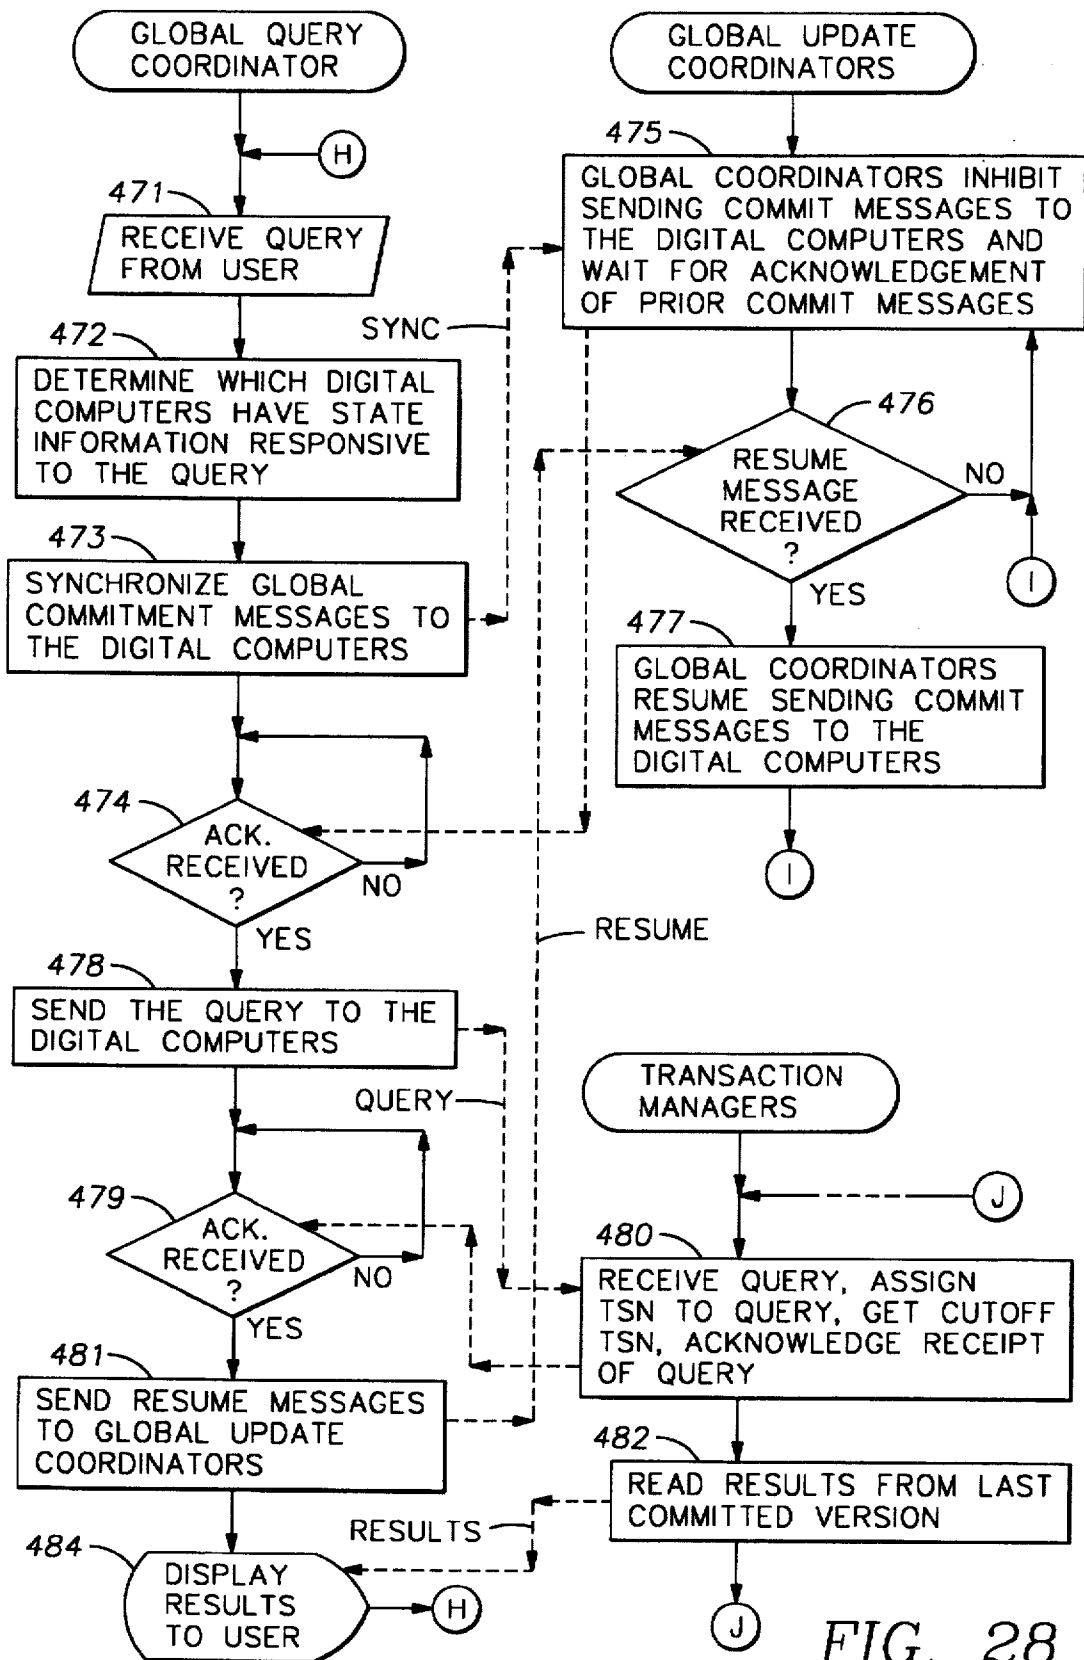 GLOBAL QUERY
COORDINATOR
H
471
RECEIVE QUERY
FROM USER
472
DETERMINE WHICH DIGITAL
COMPUTERS HAVE STATE
INFORMATION RESPONSIVE
TO THE QUERY
473
SYNCHRONIZE GLOBAL
COMMITMENT MESSAGES TO
THE DIGITAL COMPUTERS
SYNC
474
ACK.
RECEIVED
?
NO
YES
478
SEND THE QUERY TO THE
DIGITAL COMPUTERS
QUERY
479
ACK.
RECEIVED
?
NO
YES
481
SEND RESUME MESSAGES
TO GLOBAL UPDATE
COORDINATORS
484
DISPLAY
RESULTS
TO USER
H
GLOBAL UPDATE
COORDINATORS
475
GLOBAL COORDINATORS INHIBIT
SENDING COMMIT MESSAGES TO
THE DIGITAL COMPUTERS AND
WAIT FOR ACKNOWLEDGEMENT
OF PRIOR COMMIT MESSAGES
476
RESUME
MESSAGE
RECEIVED
?
NO
I
YES
477
GLOBAL COORDINATORS
RESUME SENDING COMMIT
MESSAGES TO THE
DIGITAL COMPUTERS
I
RESUME
TRANSACTION
MANAGERS
J
480
RECEIVE QUERY, ASSIGN
TSN TO QUERY, GET CUTOFF
TSN, ACKNOWLEDGE RECEIPT
OF QUERY
482
READ RESULTS FROM LAST
COMMITTED VERSION
RESULTS
J
FIG. 28